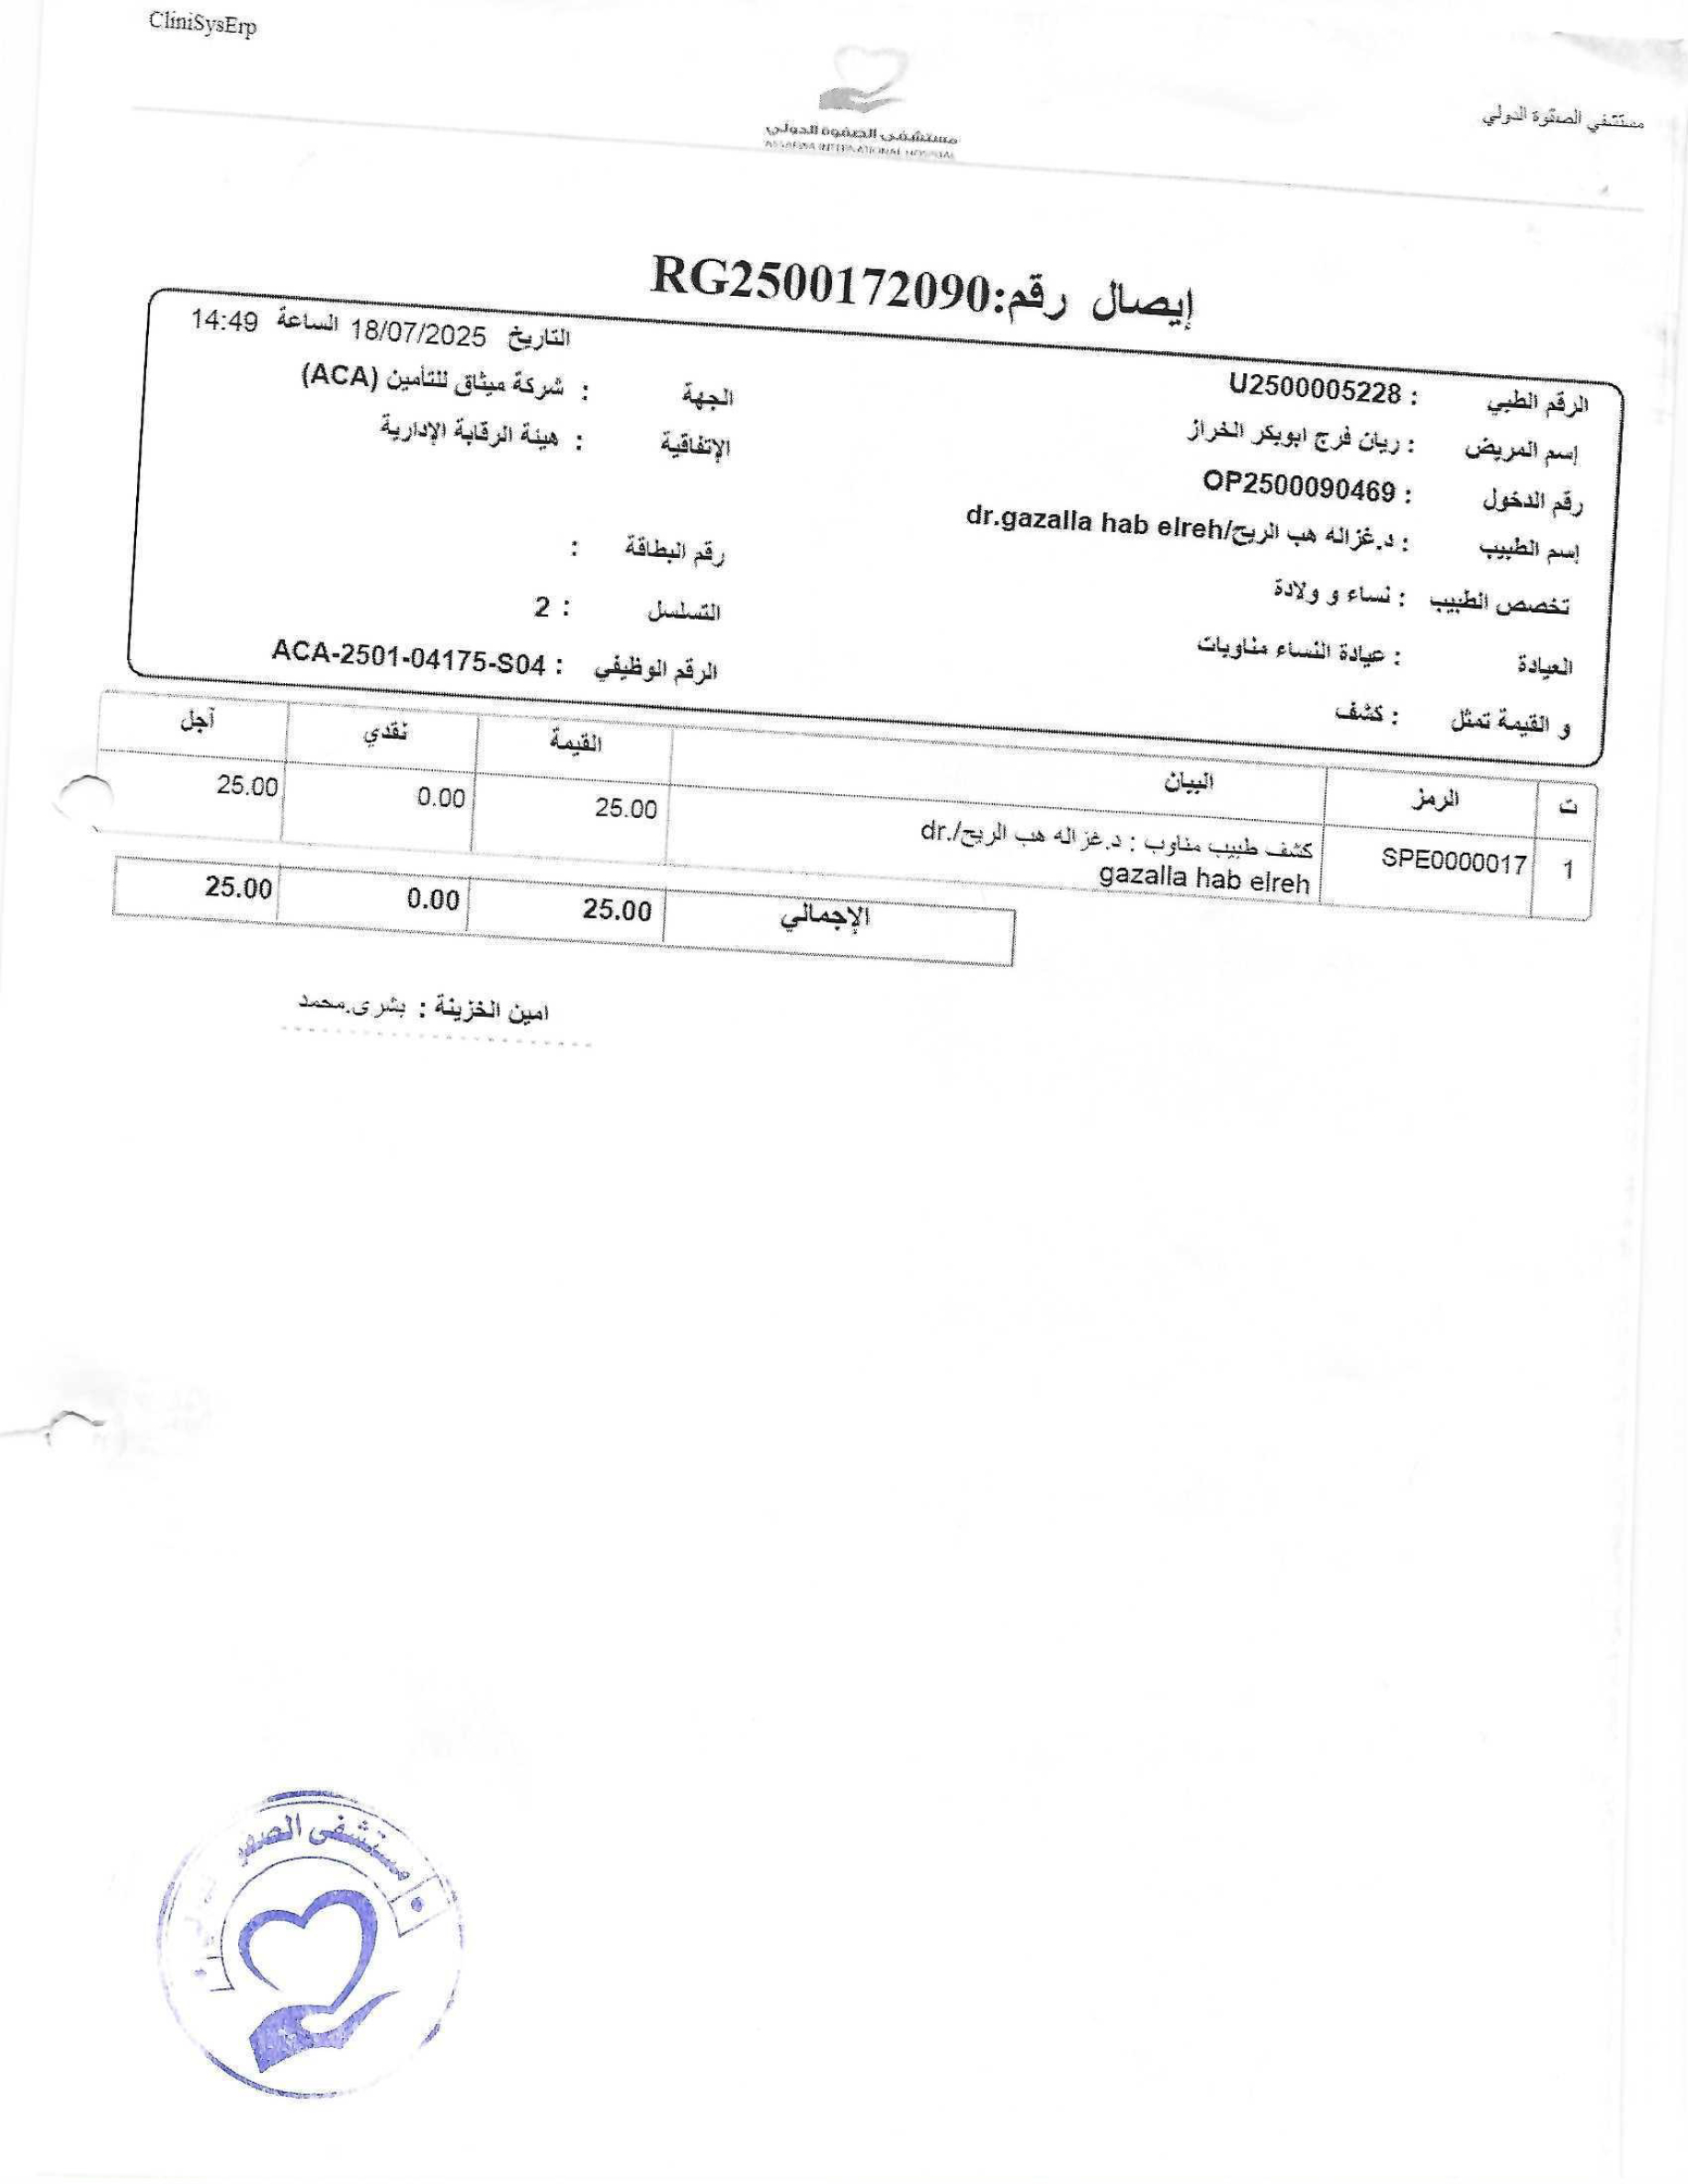 CliniSysErp
مستشفي الصفوة الدولي
مستشفى الصفوة الدولي
ASSAFWA INTERNATIONAL HOSPITAL
إيصال رقم:RG2500172090
التاريخ 18/07/2025 الساعة 14:49
الرقم الطبي : U2500005228
الجهة : شركة ميثاق للتأمين (ACA)
إسم المريض : ريان فرج ابوبكر الخراز
الإتفاقية : هيئة الرقابة الإدارية
رقم الدخول : OP2500090469
إسم الطبيب : د.غزاله هب الريح/dr.gazalla hab elreh
رقم البطاقة :
تخصص الطبيب : نساء و ولادة
التسلسل : 2
العيادة : عيادة النساء مناوبات
الرقم الوظيفي : ACA-2501-04175-S04
و القيمة تمثل : كشف
ت الرمز البيان القيمة نقدي آجل
1 SPE0000017 كشف طبيب مناوب : د.غزاله هب الريح/.dr 25.00 0.00 25.00
gazalla hab elreh
الإجمالي 25.00 0.00 25.00
امين الخزينة : بشرى.محمد
مستشفى